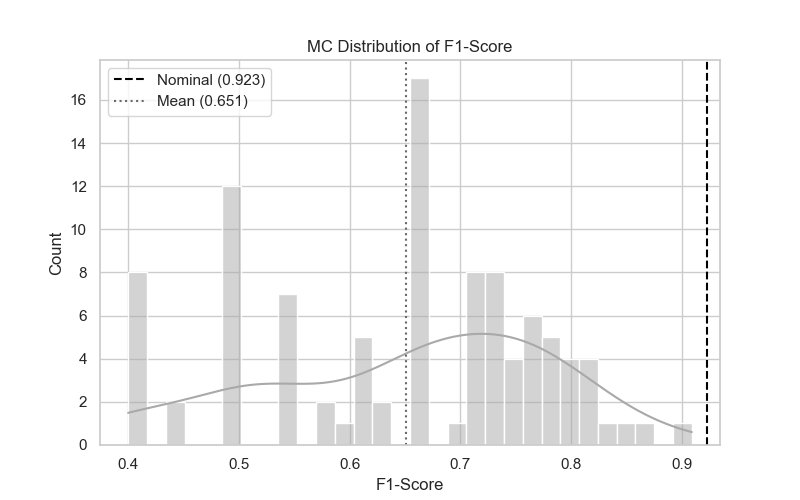 MC Distribution of F1-Score
Nominal (0.923)
Mean (0.651)
16
14
12
10
8
6
4
2
0
Count
0.4 0.5 0.6 0.7 0.8 0.9
F1-Score